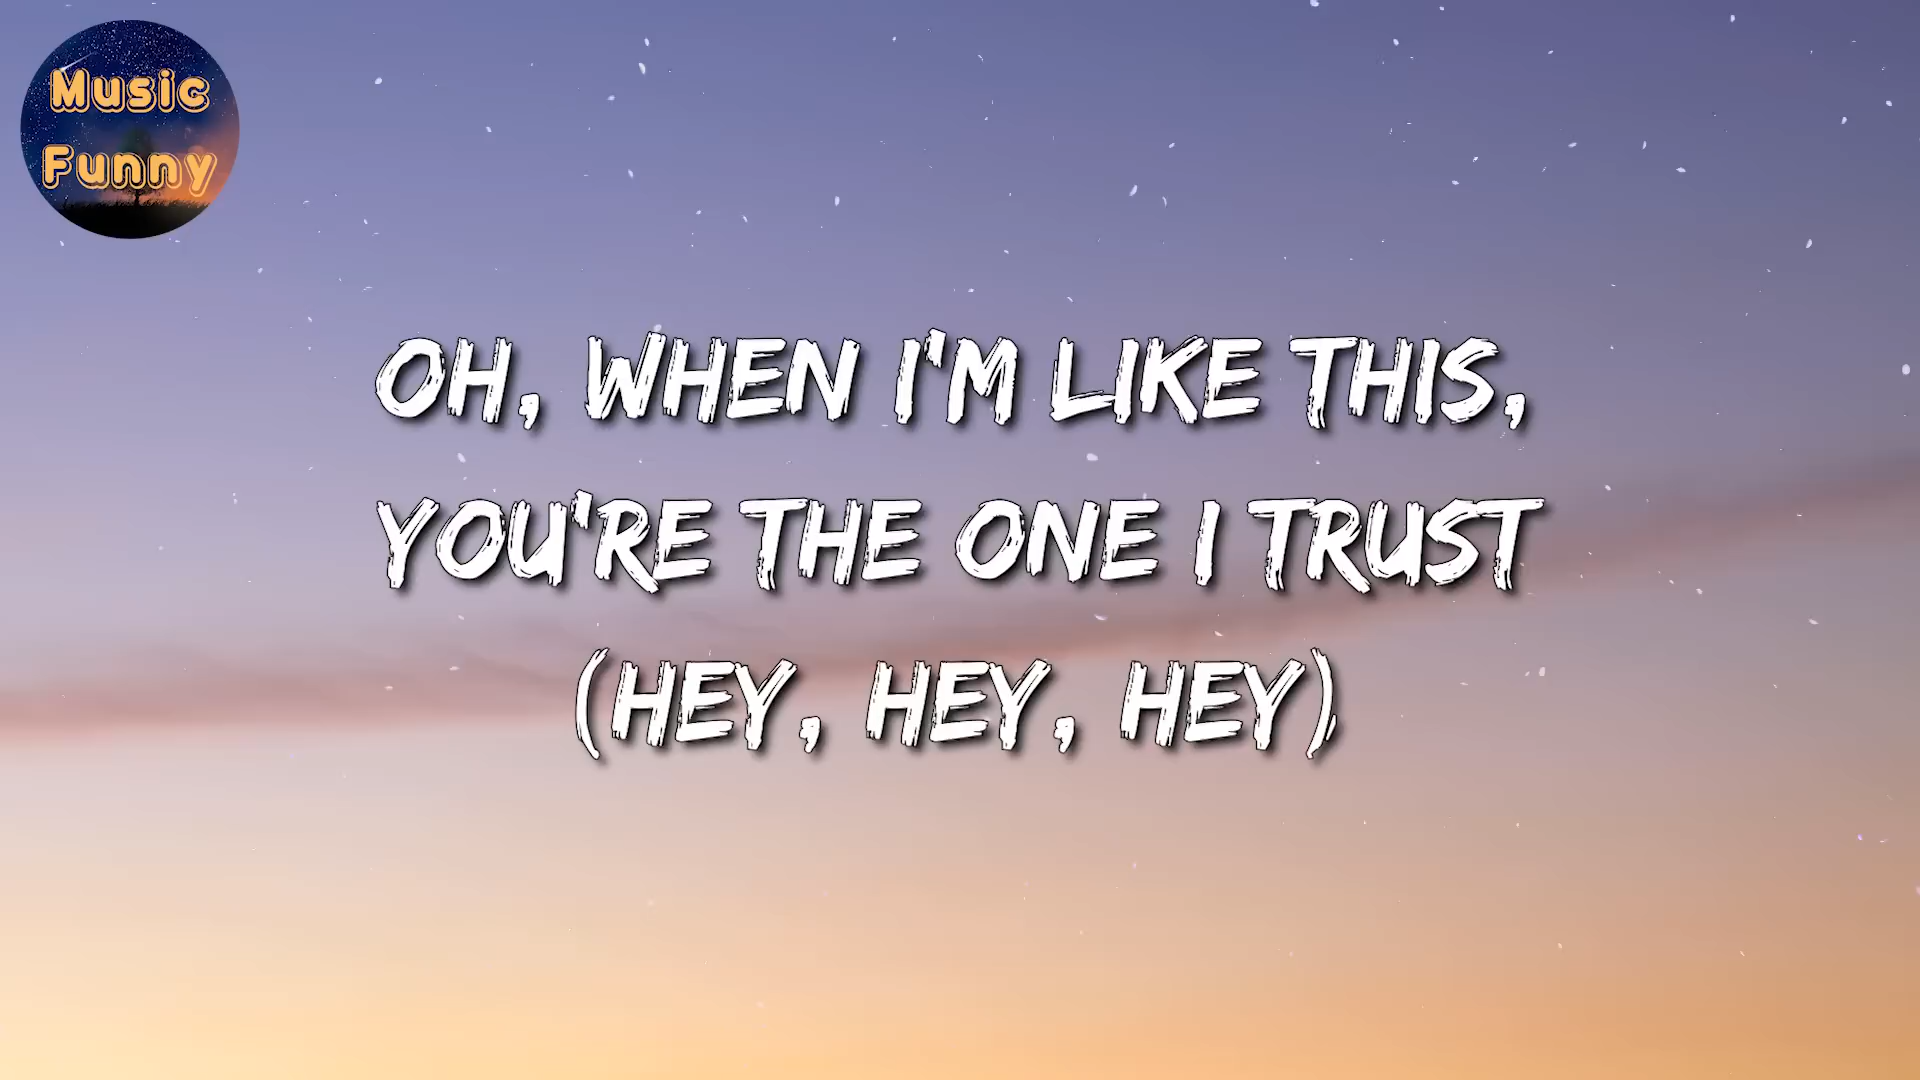 Music
Funny
OH, WHEN I'M LIKE THIS,
YOU'RE THE ONE I TRUST
(HEY, HEY, HEY)